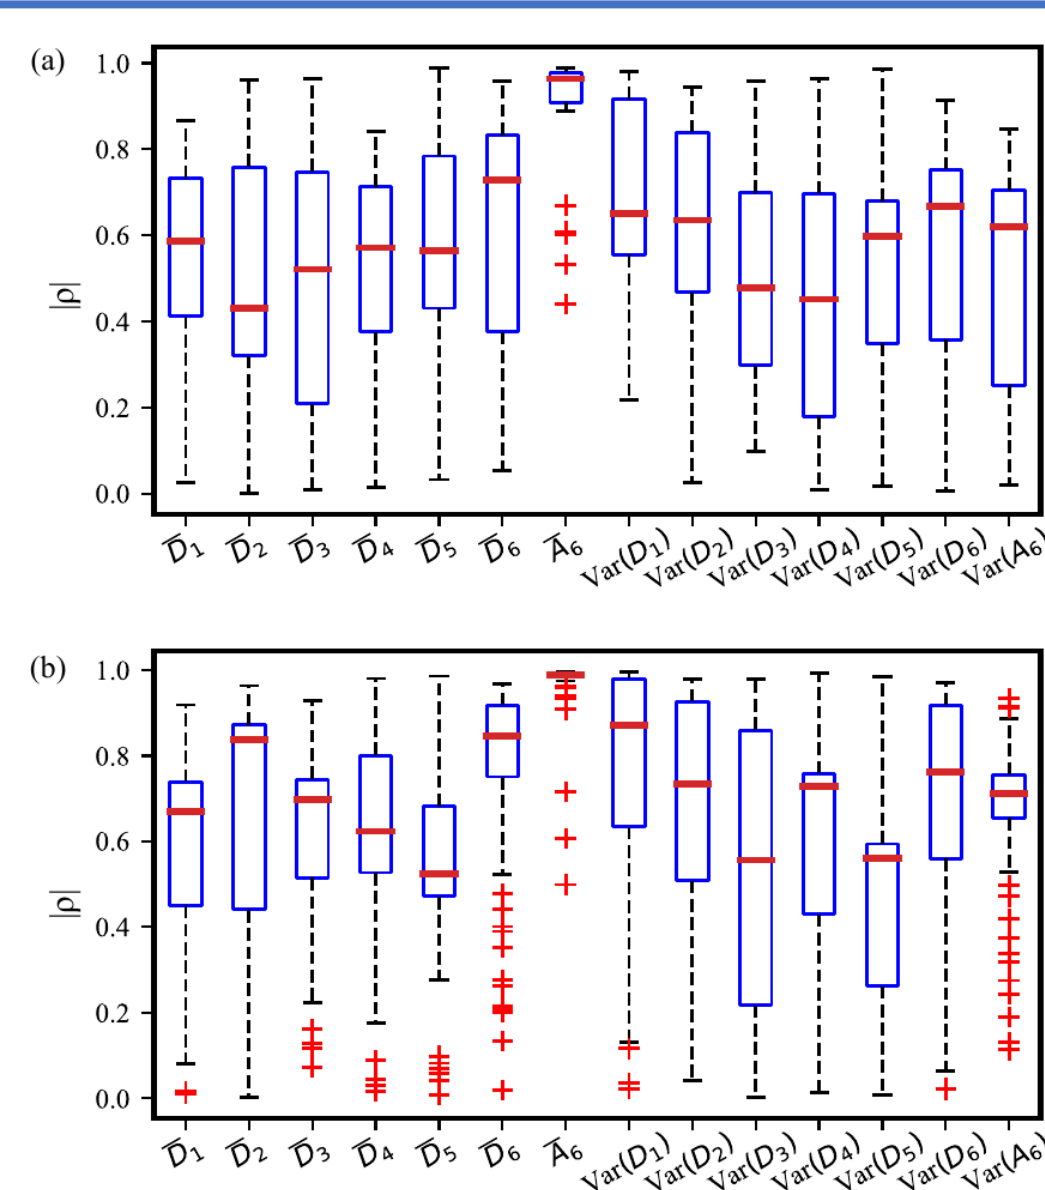 (a)
1.0
0.8
0.6
0.4
0.2
0.0
|ρ|
D̅₁ D̅₂ D̅₃ D̅₄ D̅₅ D̅₆ A̅₆ Var(D₁) Var(D₂) Var(D₃) Var(D₄) Var(D₅) Var(D₆) Var(A₆)
(b)
1.0
0.8
0.6
0.4
0.2
0.0
|ρ|
D̅₁ D̅₂ D̅₃ D̅₄ D̅₅ D̅₆ A̅₆ Var(D₁) Var(D₂) Var(D₃) Var(D₄) Var(D₅) Var(D₆) Var(A₆)